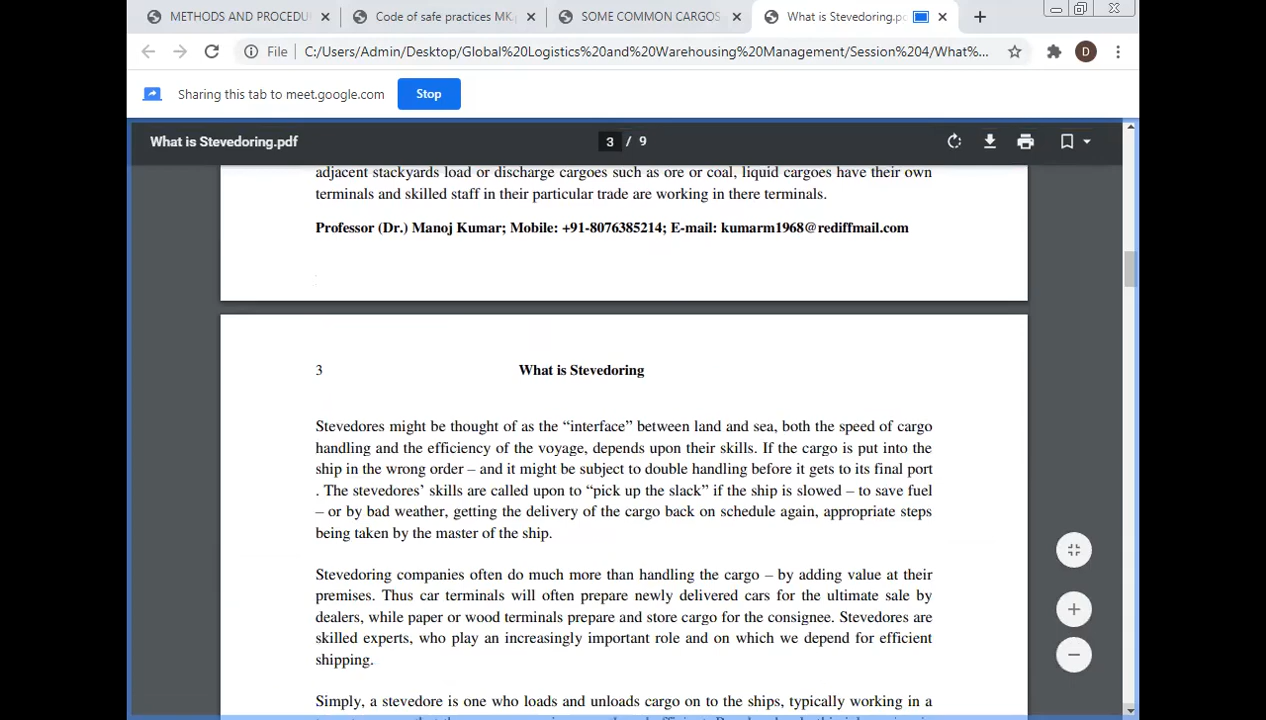 METHODS AND PROCEDU
Code of safe practices MK.
SOME COMMON CARGOS
What is Stevedoring.pd
File
C:/Users/Admin/Desktop/Global%20Logistics%20and%20Warehousing%20Management/Session%204/What%...
D
Sharing this tab to meet.google.com
Stop
What is Stevedoring.pdf
3 / 9
adjacent stackyards load or discharge cargoes such as ore or coal, liquid cargoes have their own
terminals and skilled staff in their particular trade are working in there terminals.
Professor (Dr.) Manoj Kumar; Mobile: +91-8076385214; E-mail: kumarm1968@rediffmail.com
3
What is Stevedoring
Stevedores might be thought of as the “interface” between land and sea, both the speed of cargo
handling and the efficiency of the voyage, depends upon their skills. If the cargo is put into the
ship in the wrong order – and it might be subject to double handling before it gets to its final port
. The stevedores’ skills are called upon to “pick up the slack” if the ship is slowed – to save fuel
– or by bad weather, getting the delivery of the cargo back on schedule again, appropriate steps
being taken by the master of the ship.
Stevedoring companies often do much more than handling the cargo – by adding value at their
premises. Thus car terminals will often prepare newly delivered cars for the ultimate sale by
dealers, while paper or wood terminals prepare and store cargo for the consignee. Stevedores are
skilled experts, who play an increasingly important role and on which we depend for efficient
shipping.
Simply, a stevedore is one who loads and unloads cargo on to the ships, typically working in a